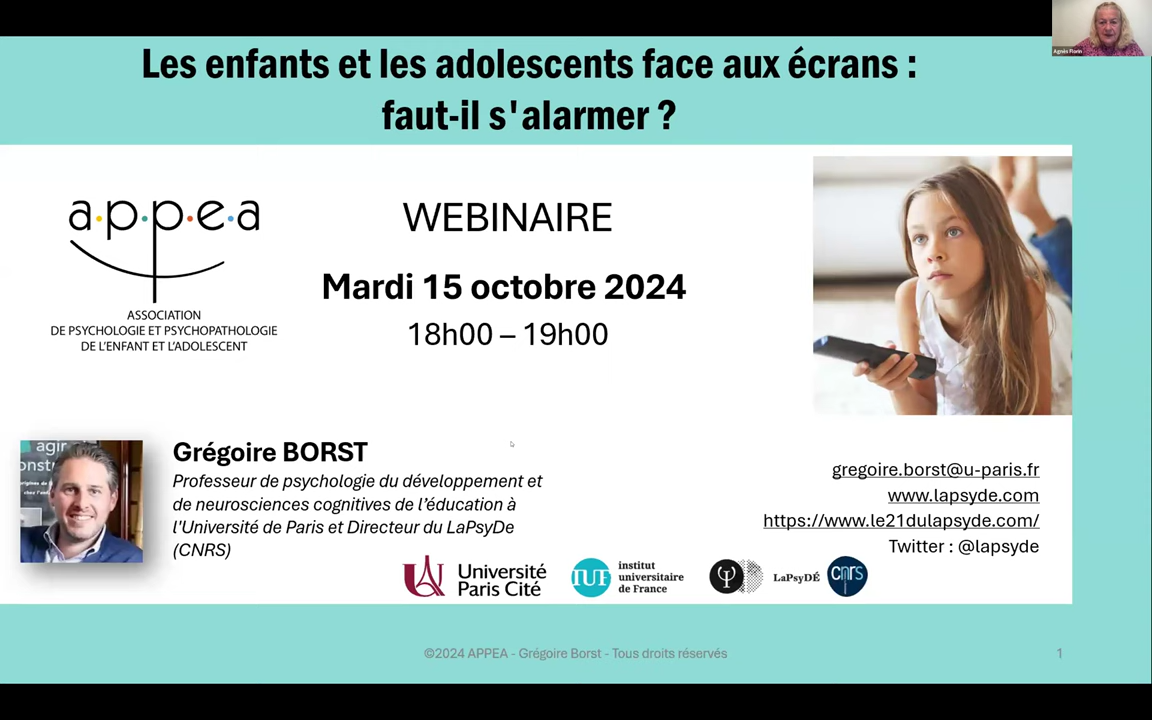 Les enfants et les adolescents face aux écrans :
faut-il s'alarmer ?
Agnès Florin
a.p.p.e.a
ASSOCIATION
DE PSYCHOLOGIE ET PSYCHOPATHOLOGIE
DE L'ENFANT ET L'ADOLESCENT
WEBINAIRE
Mardi 15 octobre 2024
18h00 – 19h00
agir
Grégoire BORST
Professeur de psychologie du développement et
de neurosciences cognitives de l'éducation à
l'Université de Paris et Directeur du LaPsyDe
(CNRS)
gregoire.borst@u-paris.fr
www.lapsyde.com
https://www.le21dulapsyde.com/
Twitter : @lapsyde
Université
Paris Cité
IUF
institut
universitaire
de France
LaPsyDÉ
cnrs
©2024 APPEA - Grégoire Borst - Tous droits réservés
1